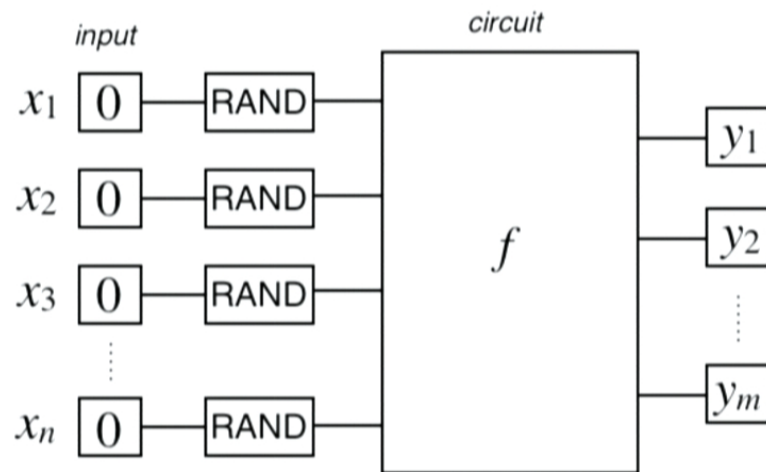 input
circuit
x1 0 RAND
y1
x2 0 RAND
y2
f
x3 0 RAND
xn 0 RAND
ym